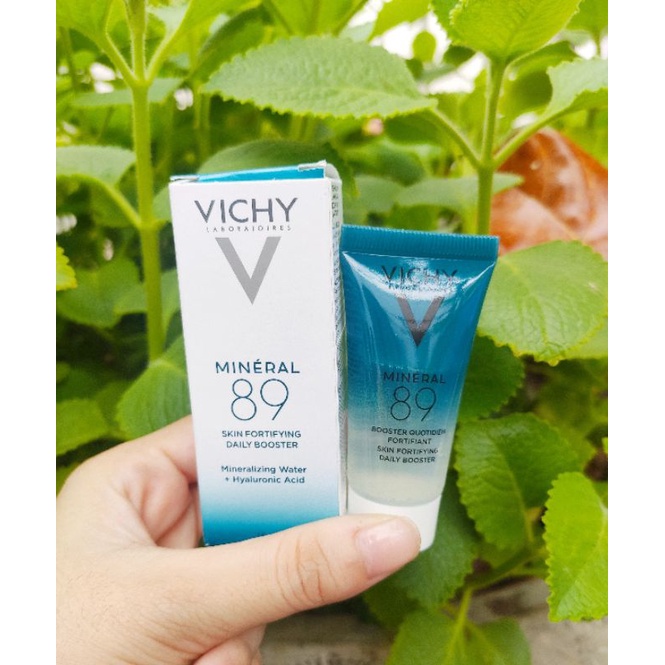 VICHY
LABORATOIRES
V
MINÉRAL
89
SKIN FORTIFYING
DAILY BOOSTER
Mineralizing Water
+ Hyaluronic Acid
VICHY
V
MINÉRAL
89
BOOSTER QUOTIDIEN
FORTIFIANT
SKIN FORTIFYING
DAILY BOOSTER